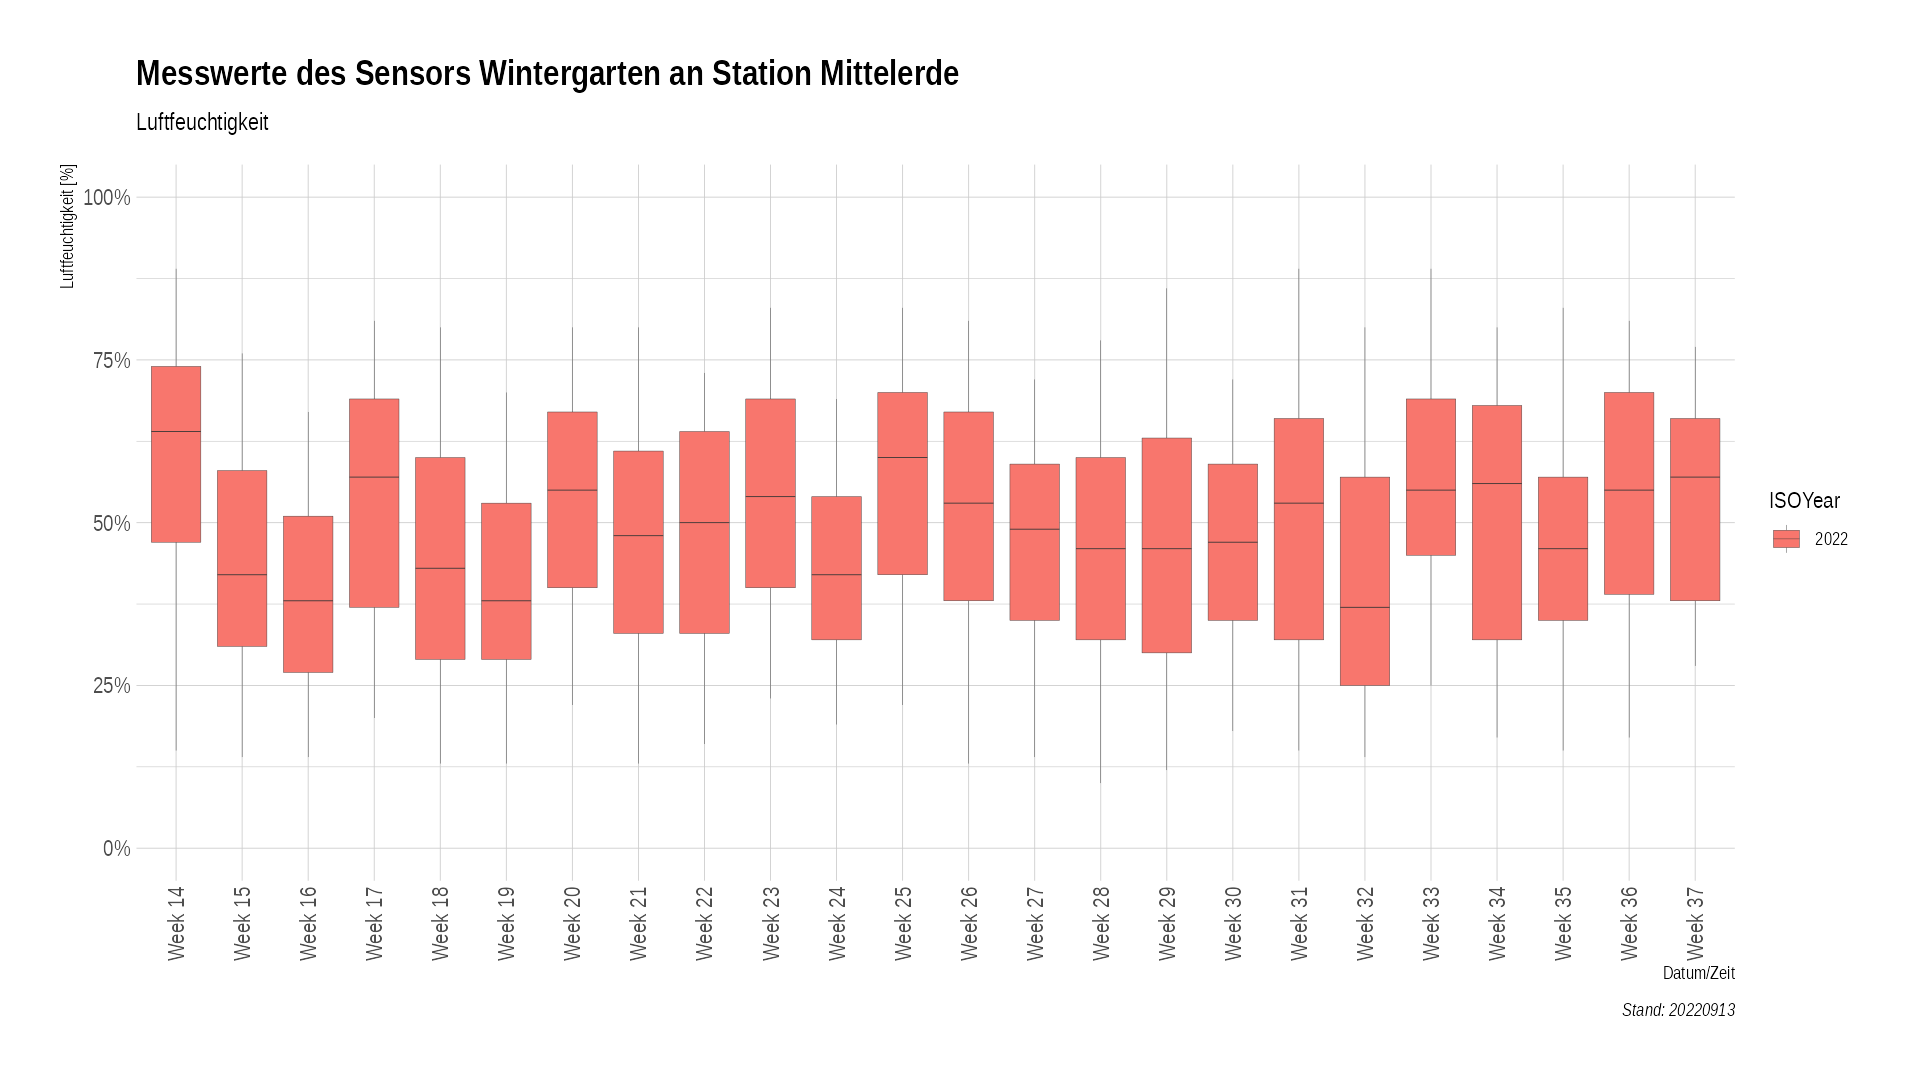 Messwerte des Sensors Wintergarten an Station Mittelerde
Luftfeuchtigkeit
Luftfeuchtigkeit [%]
100%
75%
50%
25%
0%
Week 14
Week 15
Week 16
Week 17
Week 18
Week 19
Week 20
Week 21
Week 22
Week 23
Week 24
Week 25
Week 26
Week 27
Week 28
Week 29
Week 30
Week 31
Week 32
Week 33
Week 34
Week 35
Week 36
Week 37
Datum/Zeit
ISOYear
2022
Stand: 20220913